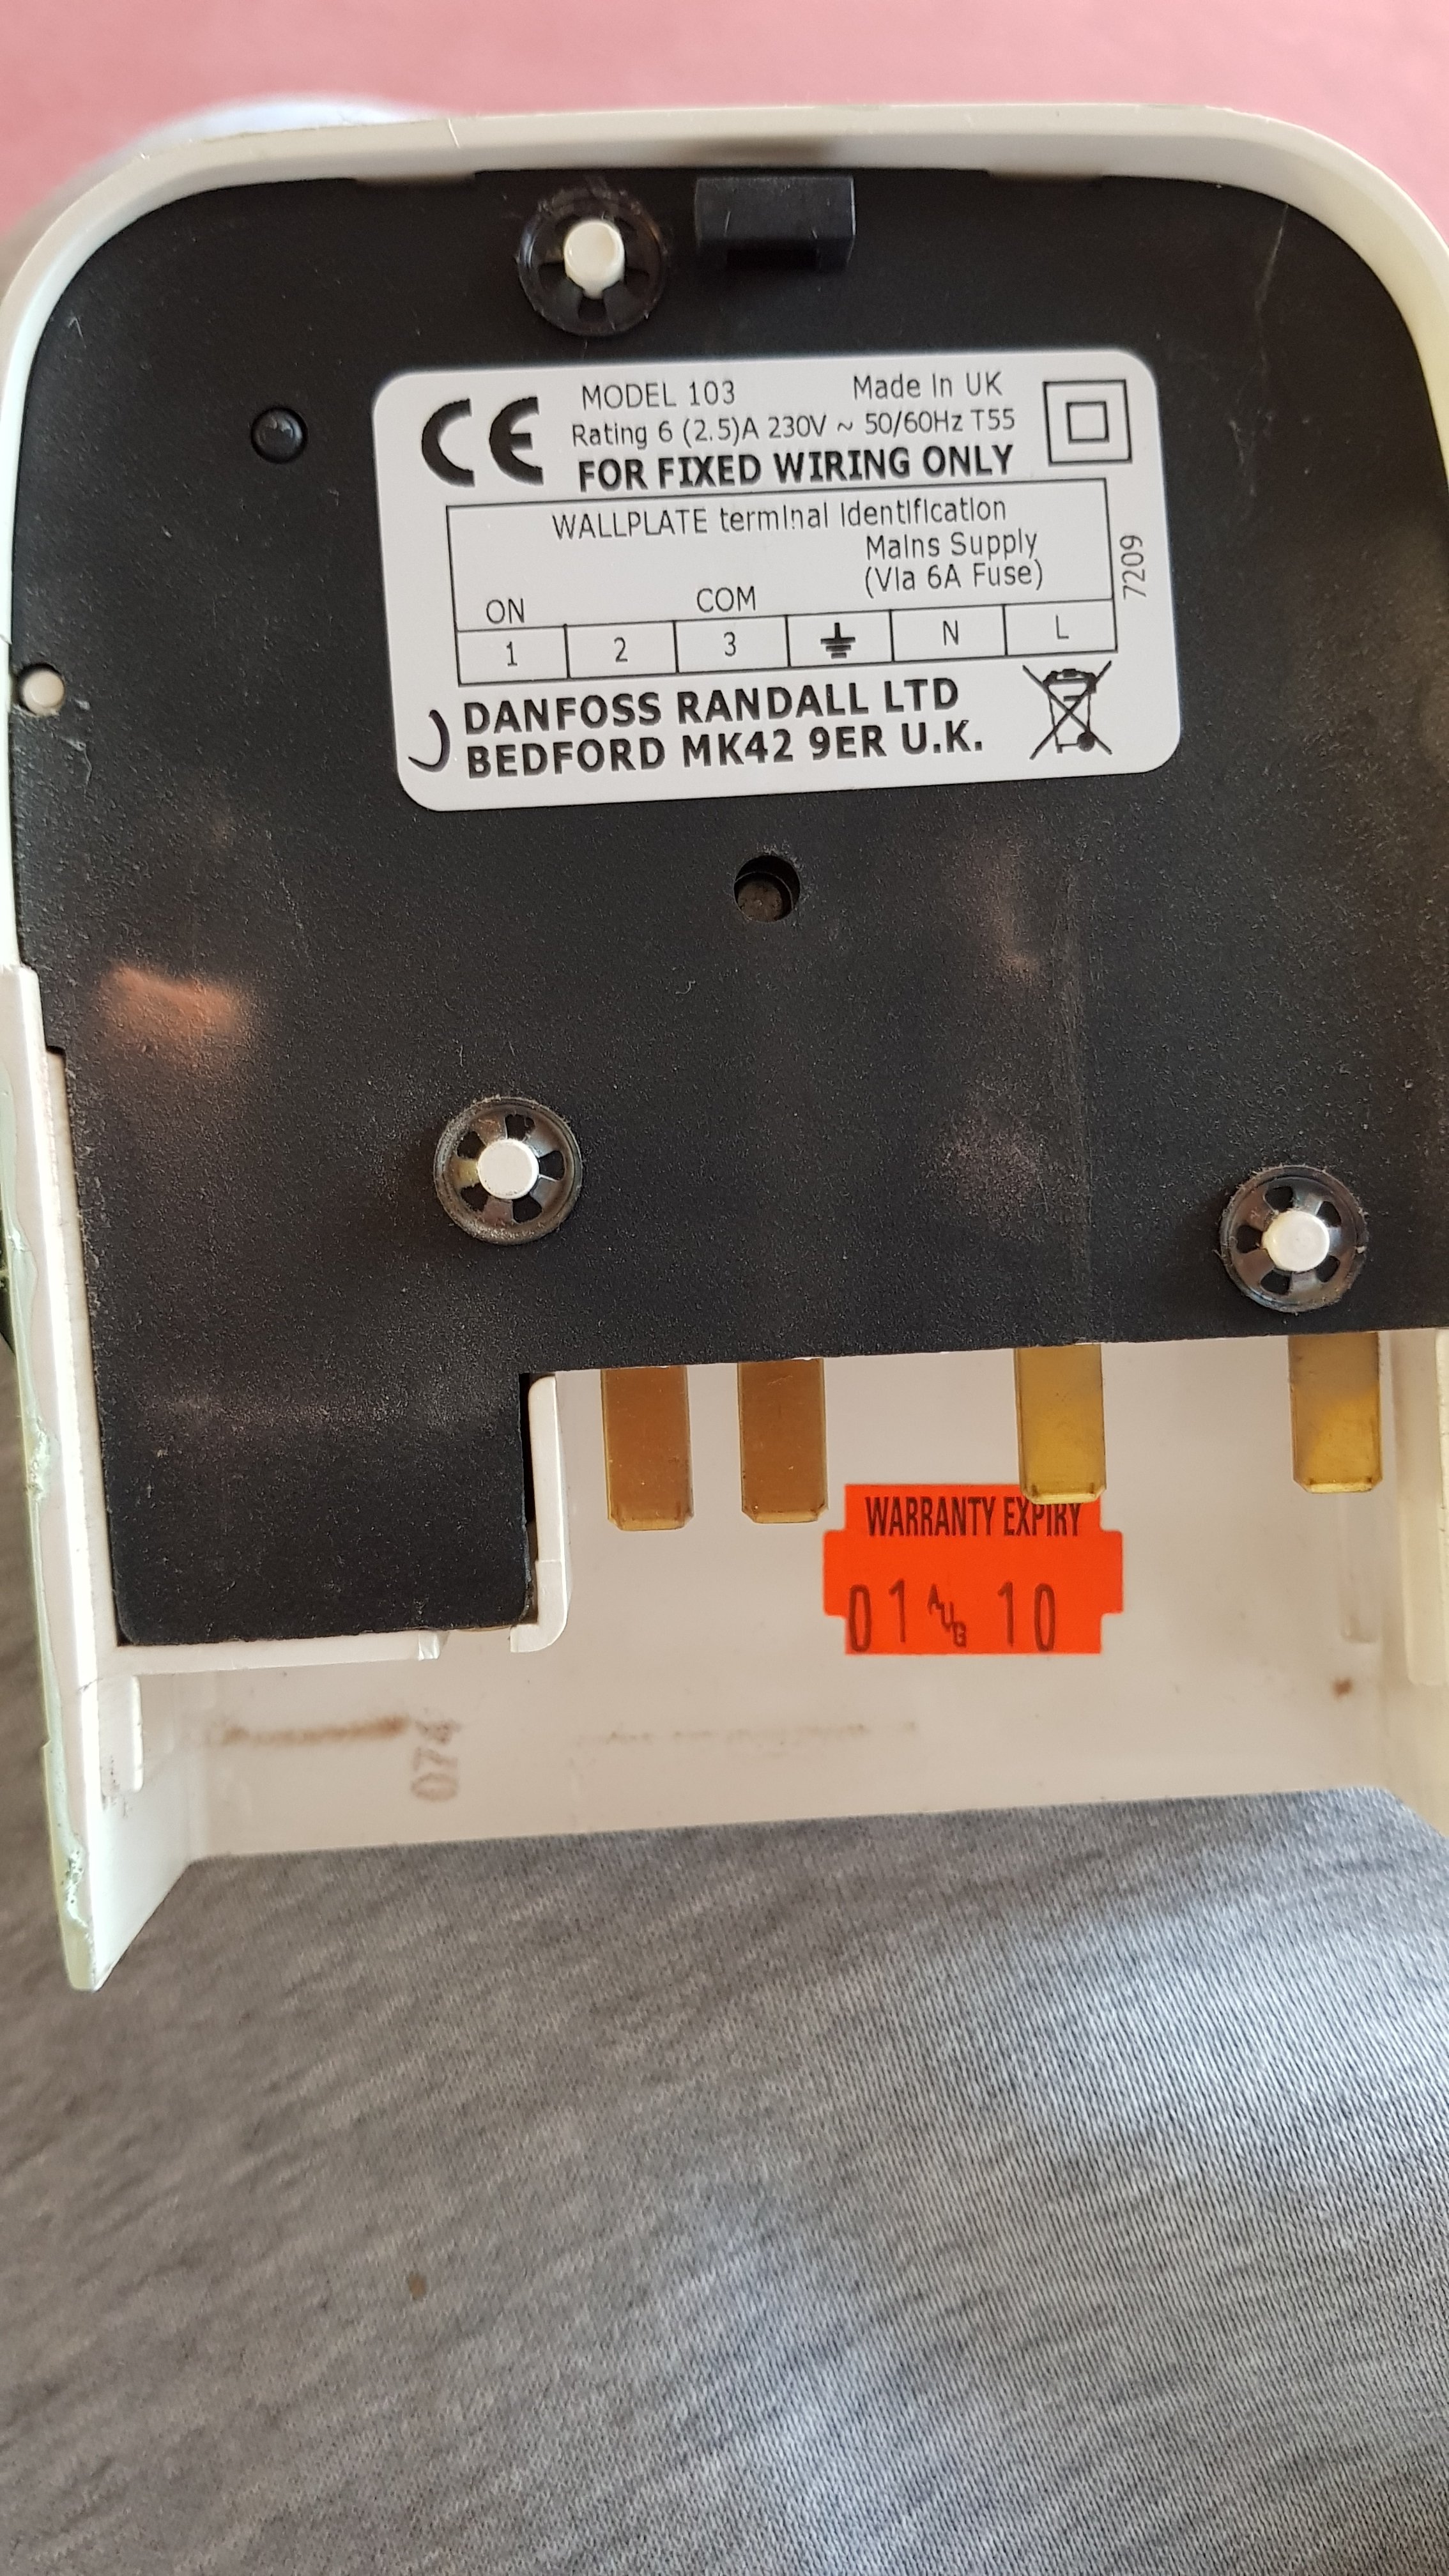 CE MODEL 103 Made in UK
Rating 6 (2.5)A 230V ~ 50/60Hz T55
FOR FIXED WIRING ONLY
WALLPLATE terminal identification
Mains Supply
(Via 6A Fuse)
ON COM
1 2 3 N L
7209
DANFOSS RANDALL LTD
BEDFORD MK42 9ER U.K.
WARRANTY EXPIRY
01 AUG 10
074